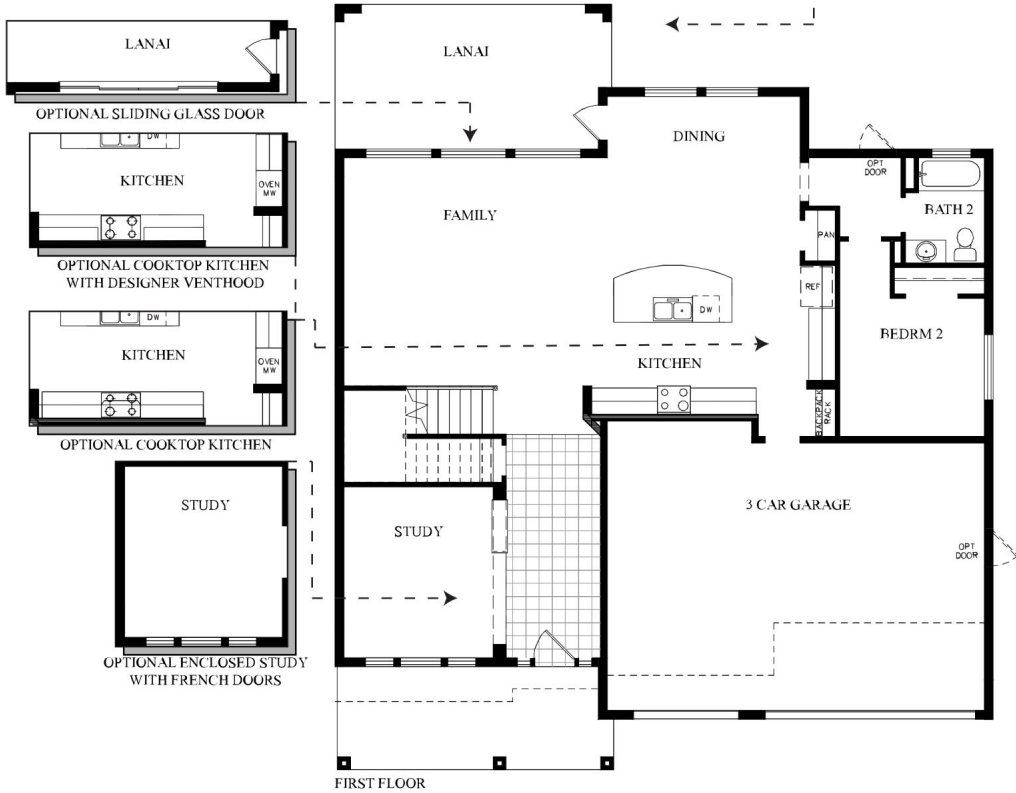 LANAI
OPTIONAL SLIDING GLASS DOOR
DW
KITCHEN
OVEN
MW
OPTIONAL COOKTOP KITCHEN
WITH DESIGNER VENTHOOD
DW
KITCHEN
OVEN
MW
OPTIONAL COOKTOP KITCHEN
STUDY
OPTIONAL ENCLOSED STUDY
WITH FRENCH DOORS
LANAI
DINING
FAMILY
OPT
DOOR
BATH 2
PAN
REF
DW
BEDRM 2
KITCHEN
BACKPACK
RACK
STUDY
3 CAR GARAGE
OPT
DOOR
FIRST FLOOR